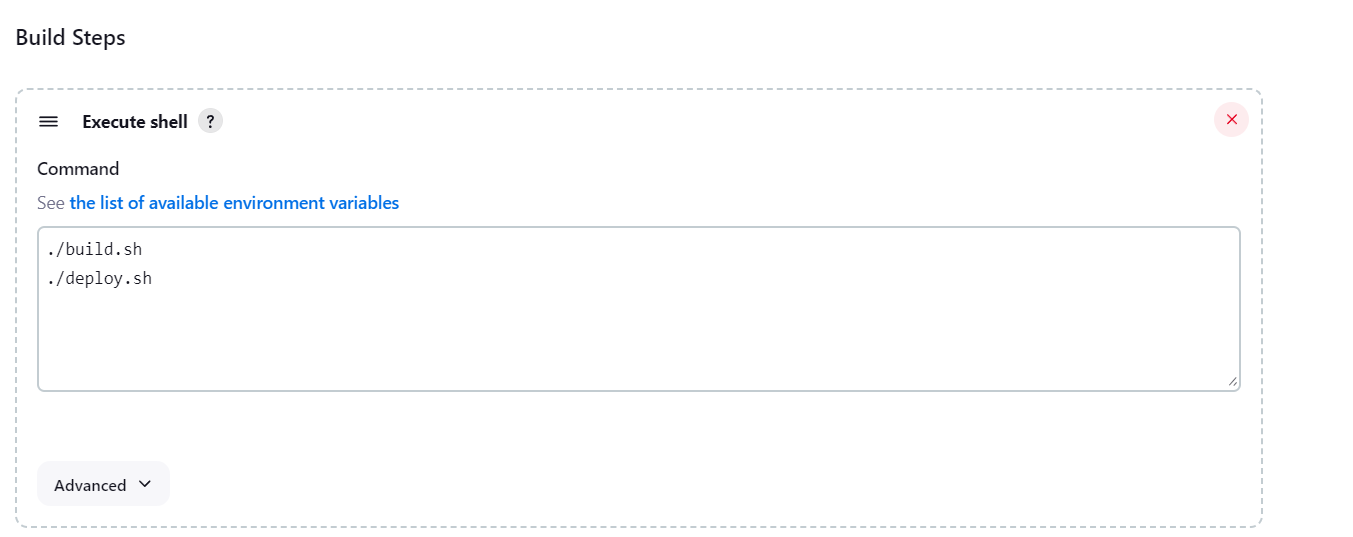 Build Steps
Execute shell ?
Command
See the list of available environment variables
./build.sh
./deploy.sh
Advanced